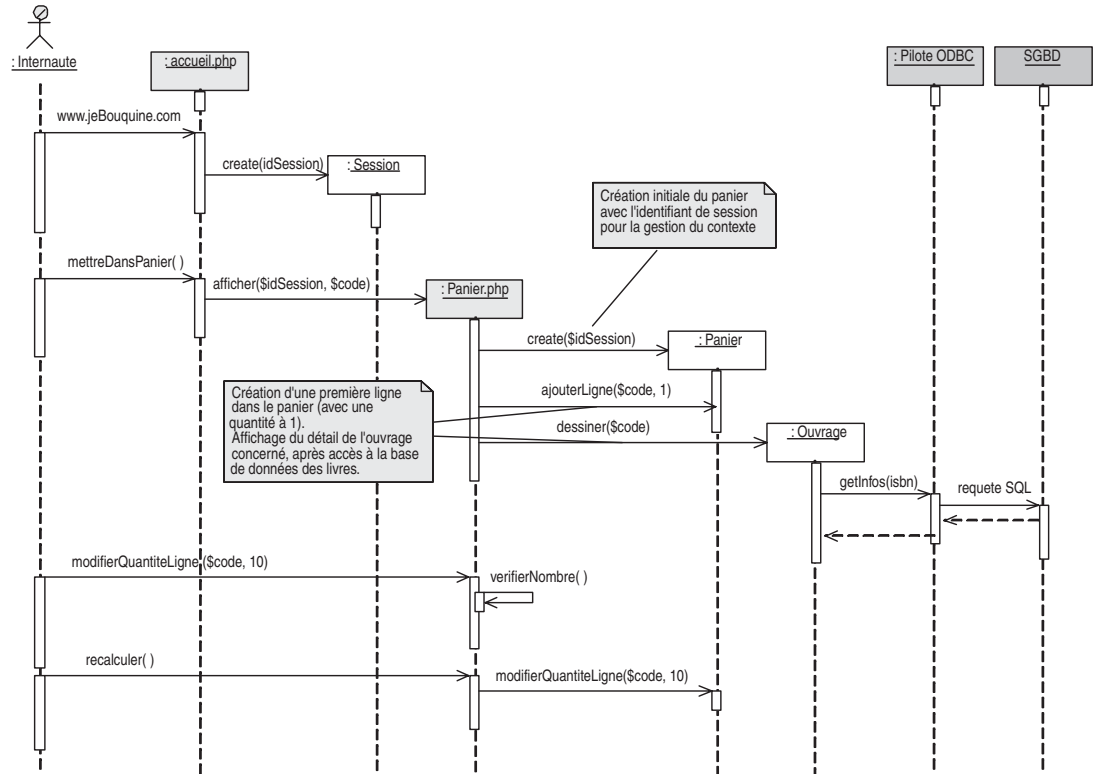 : Internaute
: accueil.php
: Pilote ODBC
SGBD
www.jeBouquine.com
create(idSession)
: Session
Création initiale du panier
avec l'identifiant de session
pour la gestion du contexte
mettreDansPanier( )
afficher($idSession, $code)
: Panier.php
create($idSession)
: Panier
Création d'une première ligne
dans le panier (avec une
quantité à 1).
Affichage du détail de l'ouvrage
concerné, après accès à la base
de données des livres.
ajouterLigne($code, 1)
dessiner($code)
: Ouvrage
getInfos(isbn)
requete SQL
modifierQuantiteLigne ($code, 10)
verifierNombre( )
recalculer( )
modifierQuantiteLigne($code, 10)